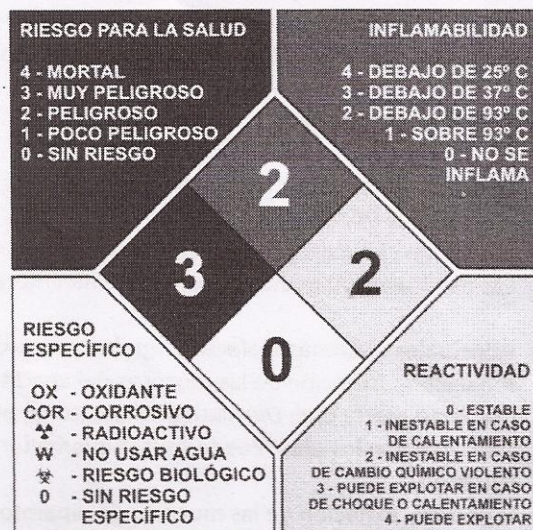 RIESGO PARA LA SALUD
4 - MORTAL
3 - MUY PELIGROSO
2 - PELIGROSO
1 - POCO PELIGROSO
0 - SIN RIESGO
INFLAMABILIDAD
4 - DEBAJO DE 25º C
3 - DEBAJO DE 37º C
2 - DEBAJO DE 93º C
1 - SOBRE 93º C
0 - NO SE
INFLAMA
2
3
2
0
RIESGO
ESPECÍFICO
OX - OXIDANTE
COR - CORROSIVO
☢ - RADIOACTIVO
W - NO USAR AGUA
☣ - RIESGO BIOLÓGICO
0 - SIN RIESGO
ESPECÍFICO
REACTIVIDAD
0 - ESTABLE
1 - INESTABLE EN CASO
DE CALENTAMIENTO
2 - INESTABLE EN CASO
DE CAMBIO QUÍMICO VIOLENTO
3 - PUEDE EXPLOTAR EN CASO
DE CHOQUE O CALENTAMIENTO
4 - PUEDE EXPLOTAR